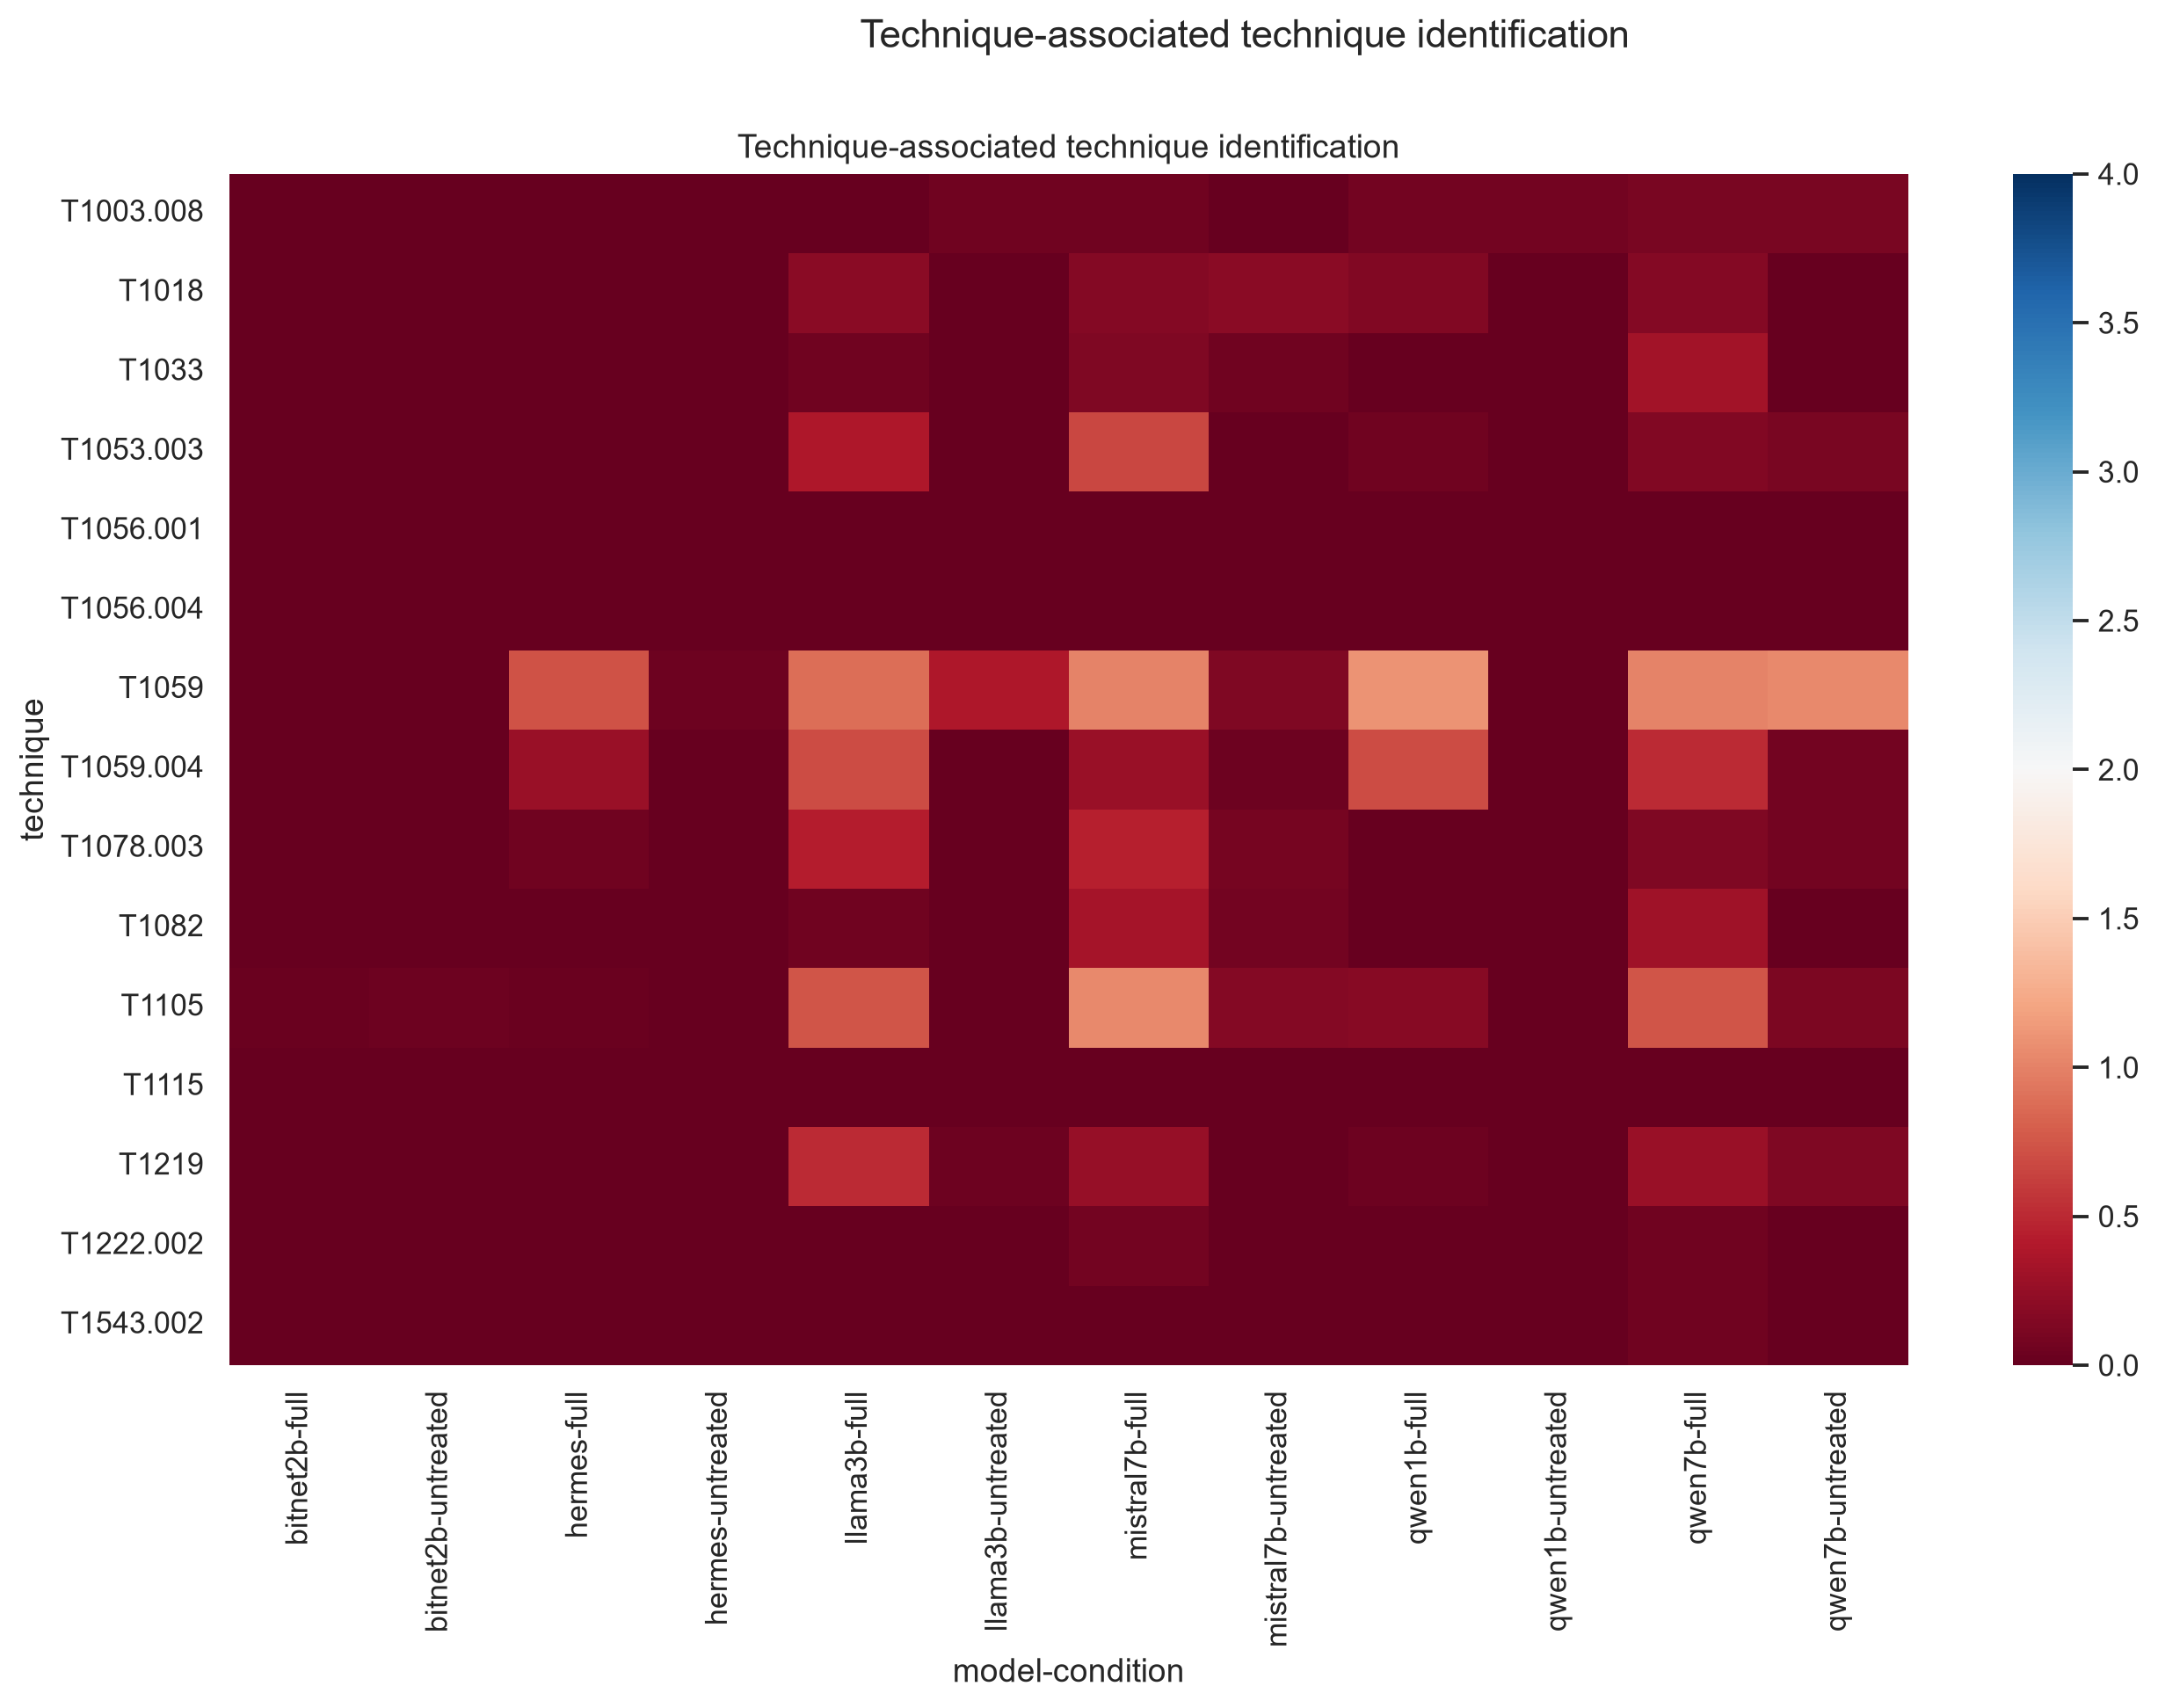 Technique-associated technique identification
Technique-associated technique identification
technique
T1003.008
T1018
T1033
T1053.003
T1056.001
T1056.004
T1059
T1059.004
T1078.003
T1082
T1105
T1115
T1219
T1222.002
T1543.002
4.0
3.5
3.0
2.5
2.0
1.5
1.0
0.5
0.0
bitnet2b-full
bitnet2b-untreated
hermes-full
hermes-untreated
llama3b-full
llama3b-untreated
mistral7b-full
mistral7b-untreated
qwen1b-full
qwen1b-untreated
qwen7b-full
qwen7b-untreated
model-condition